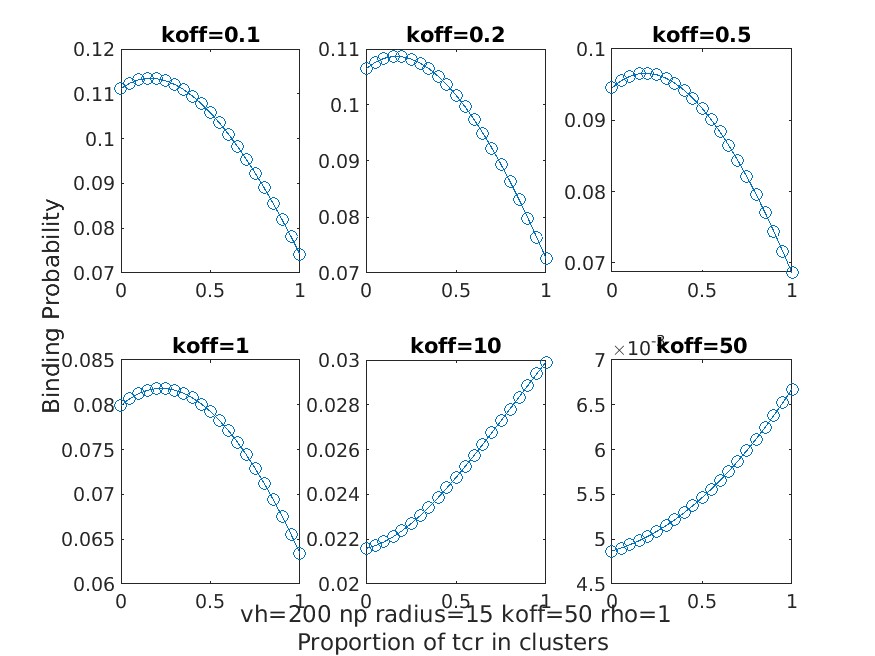 koff=0.1 koff=0.2 koff=0.5
0.12 0.11 0.1
0.11 0.1 0.09
0.1 0.09 0.08
0.09 0.08 0.07
0.08 0.07
0.07
0 0.5 1 0 0.5 1 0 0.5 1
Binding Probability
koff=1 koff=10 ×10⁻³ koff=50
0.085 0.03 7
0.08 0.028 6.5
0.075 0.026 6
0.07 0.024 5.5
0.065 0.022 5
0.06 0.02 4.5
0 0.5 1 0 0.5 1 0 0.5 1
vh=200 np radius=15 koff=50 rho=1
Proportion of tcr in clusters